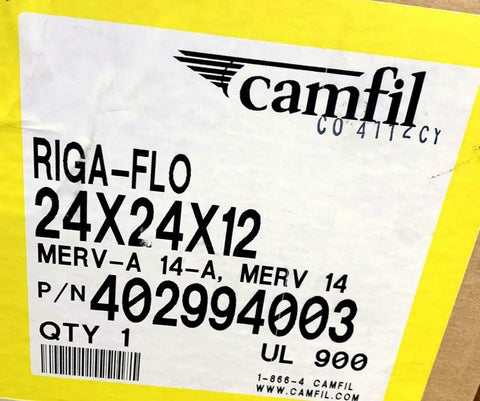 camfil
CO 4112CY
RIGA-FLO
24X24X12
MERV-A 14-A, MERV 14
P/N 402994003
QTY 1
UL 900
1-866-4 CAMFIL
WWW.CAMFIL.COM